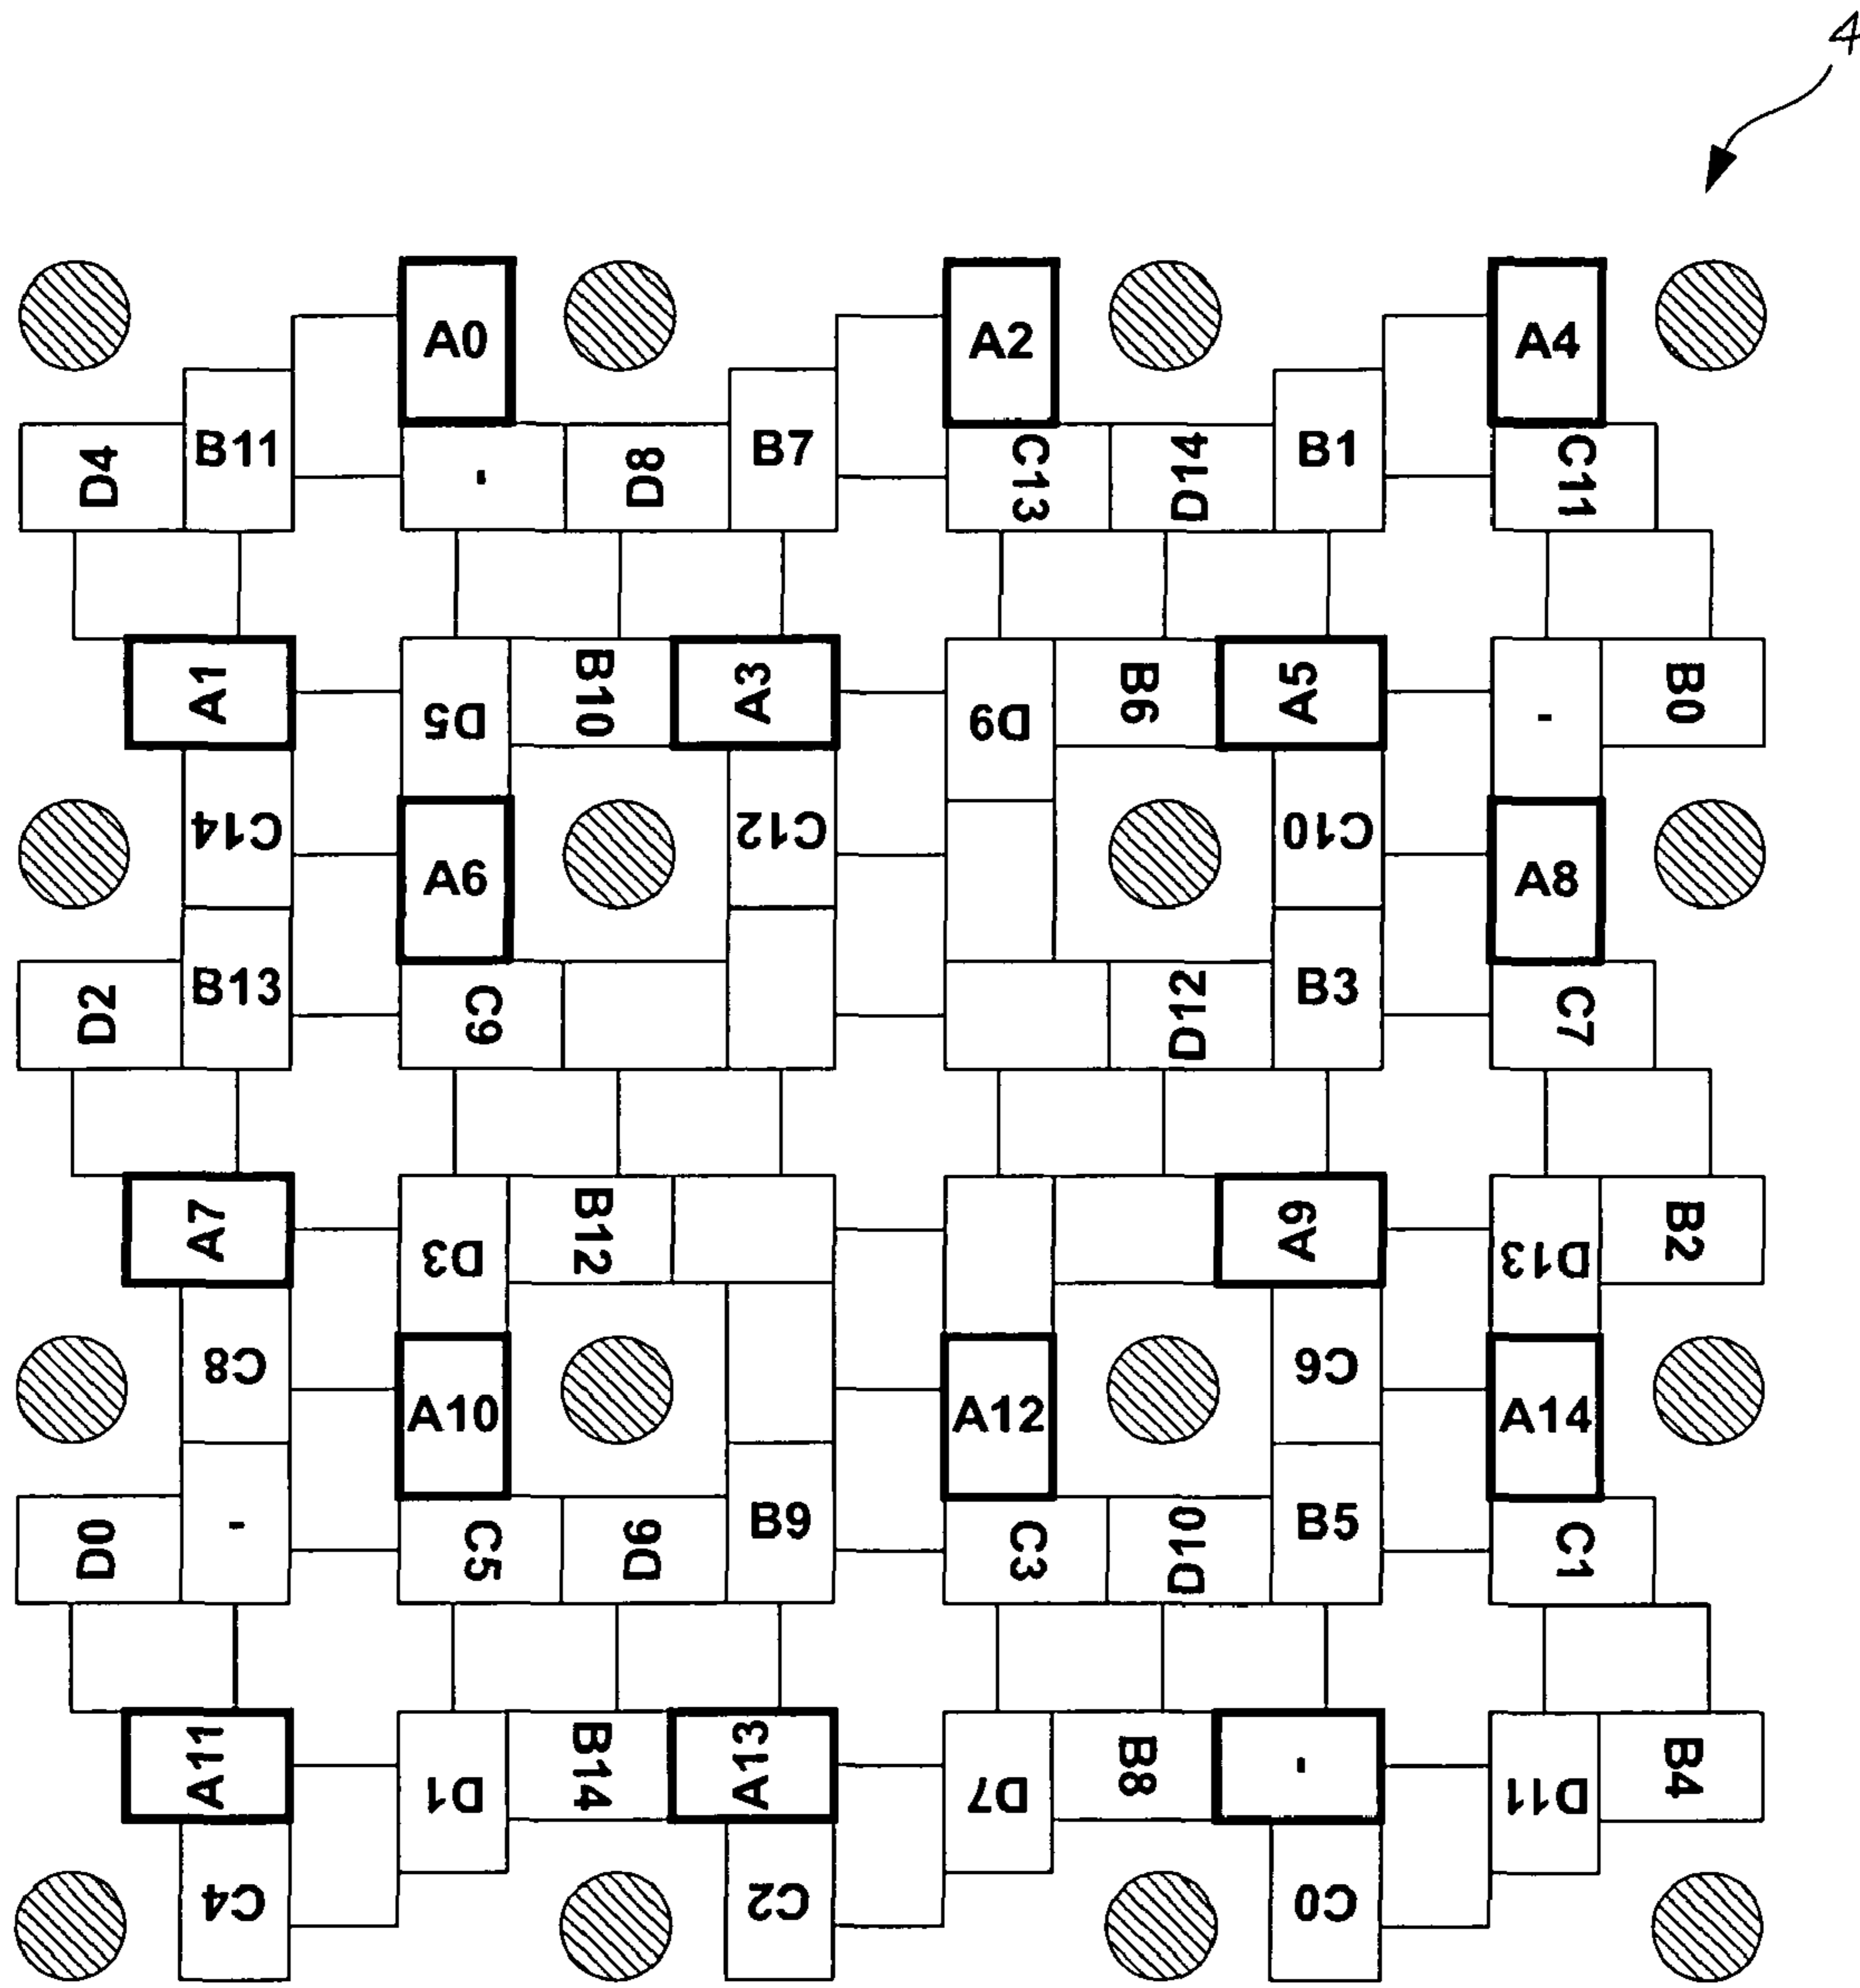 4
A0 A2 A4
D4 B11 - D8 B7 C13 D14 B1 C11
A1 D5 B10 A3 D9 B6 A5 - B0
C14 A6 C12 C10 A8
D2 B13 C9 D12 B3 C7
A7 D3 B12 A9 D13 B2
C8 A10 A12 C6 A14
D0 - C5 D6 B9 C3 D10 B5 C1
A11 D1 B14 A13 D7 B8 - D11 B4
C4 C2 C0